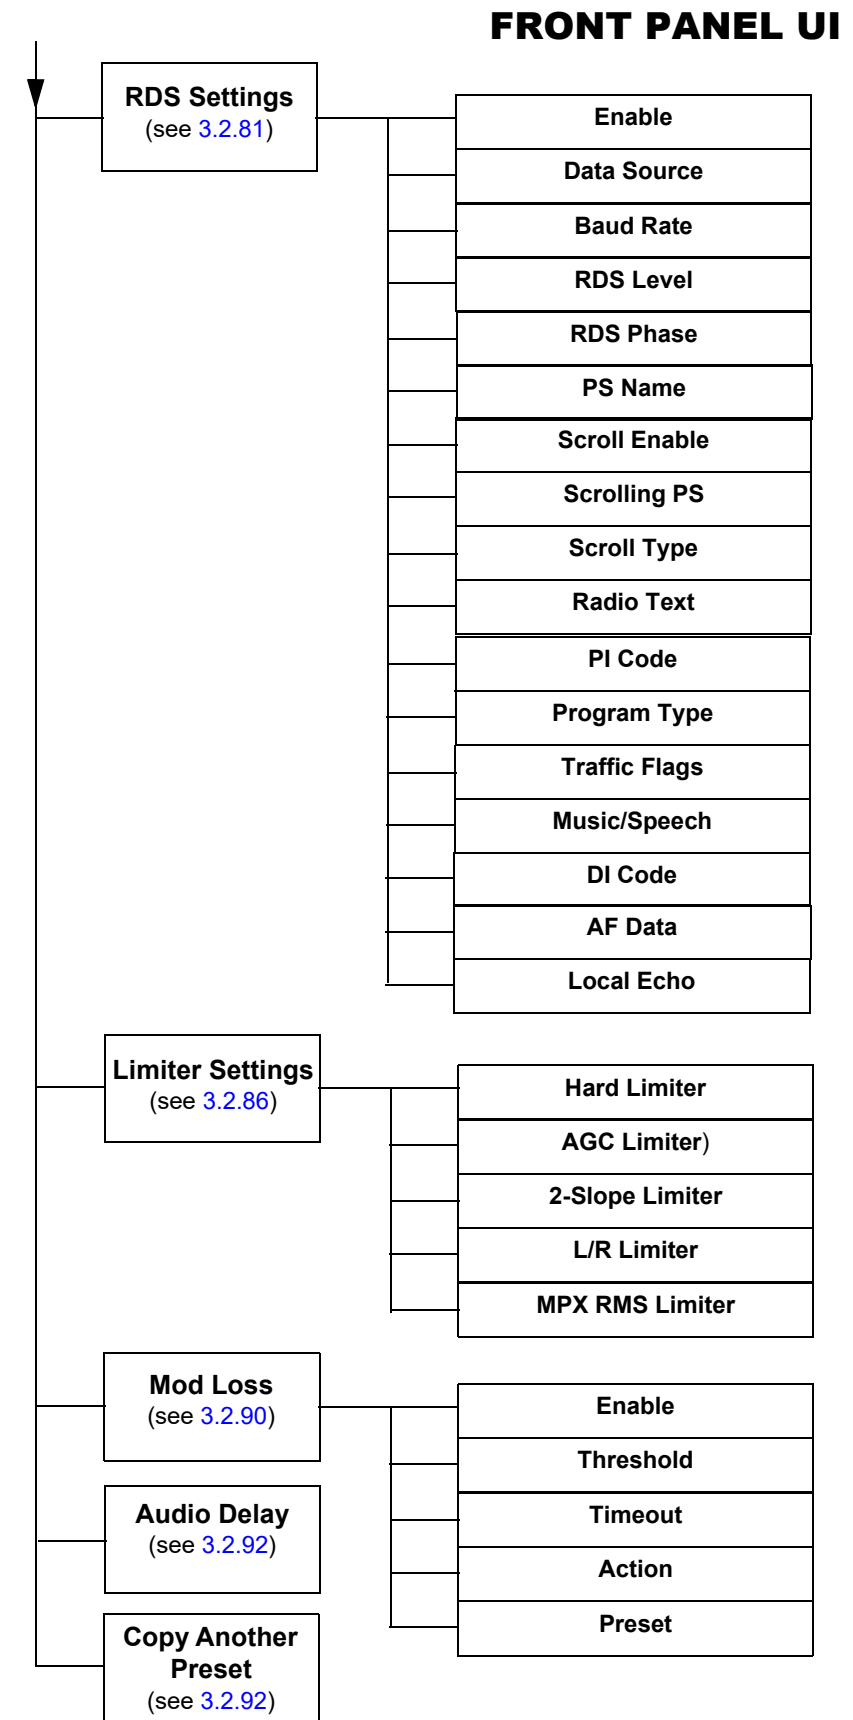 FRONT PANEL UI
RDS Settings
(see 3.2.81)
Enable
Data Source
Baud Rate
RDS Level
RDS Phase
PS Name
Scroll Enable
Scrolling PS
Scroll Type
Radio Text
PI Code
Program Type
Traffic Flags
Music/Speech
DI Code
AF Data
Local Echo
Limiter Settings
(see 3.2.86)
Hard Limiter
AGC Limiter)
2-Slope Limiter
L/R Limiter
MPX RMS Limiter
Mod Loss
(see 3.2.90)
Enable
Threshold
Timeout
Action
Preset
Audio Delay
(see 3.2.92)
Copy Another
Preset
(see 3.2.92)